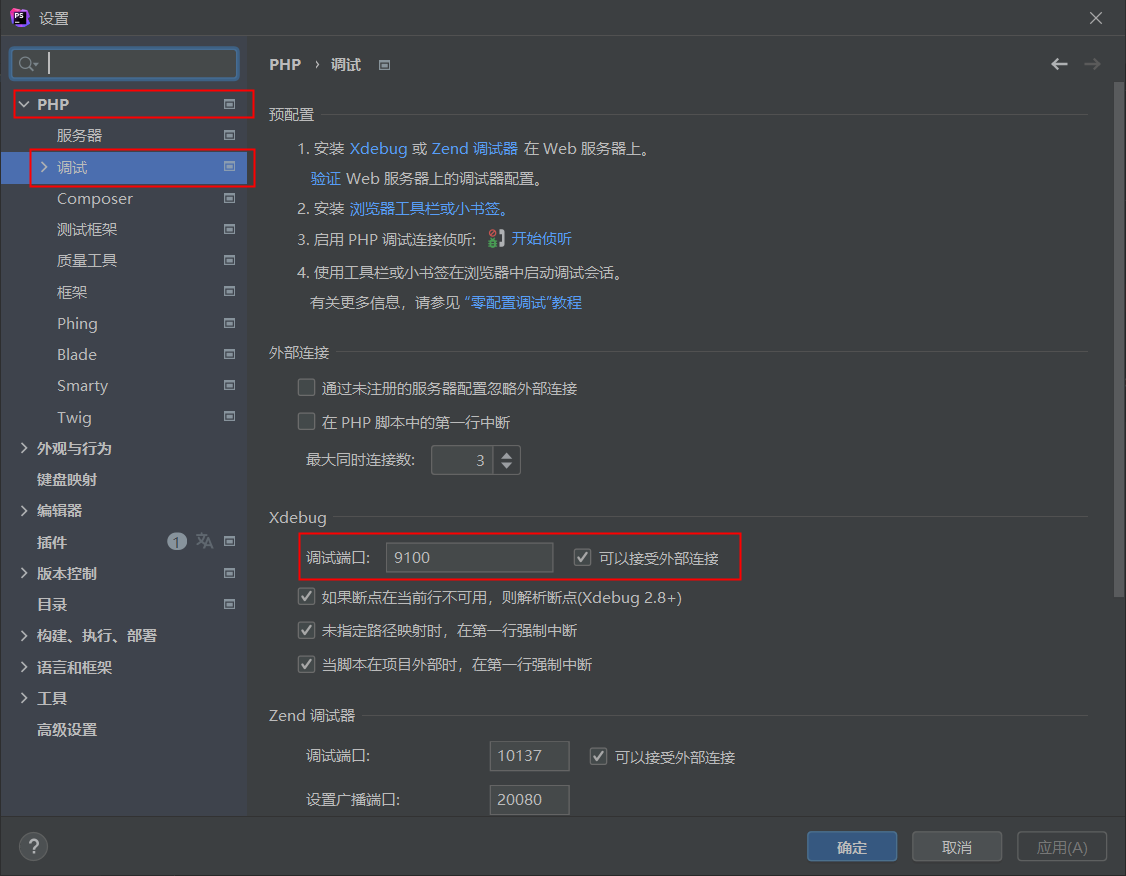 PS 设置
PHP
服务器
调试
Composer
测试框架
质量工具
框架
Phing
Blade
Smarty
Twig
外观与行为
键盘映射
编辑器
插件 1
版本控制
目录
构建、执行、部署
语言和框架
工具
高级设置
PHP › 调试
预配置
1. 安装 Xdebug 或 Zend 调试器 在 Web 服务器上。
验证 Web 服务器上的调试器配置。
2. 安装 浏览器工具栏或小书签。
3. 启用 PHP 调试连接侦听: 开始侦听
4. 使用工具栏或小书签在浏览器中启动调试会话。
有关更多信息，请参见 “零配置调试”教程
外部连接
通过未注册的服务器配置忽略外部连接
在 PHP 脚本中的第一行中断
最大同时连接数: 3
Xdebug
调试端口: 9100 可以接受外部连接
如果断点在当前行不可用，则解析断点(Xdebug 2.8+)
未指定路径映射时，在第一行强制中断
当脚本在项目外部时，在第一行强制中断
Zend 调试器
调试端口: 10137 可以接受外部连接
设置广播端口: 20080
? 确定 取消 应用(A)